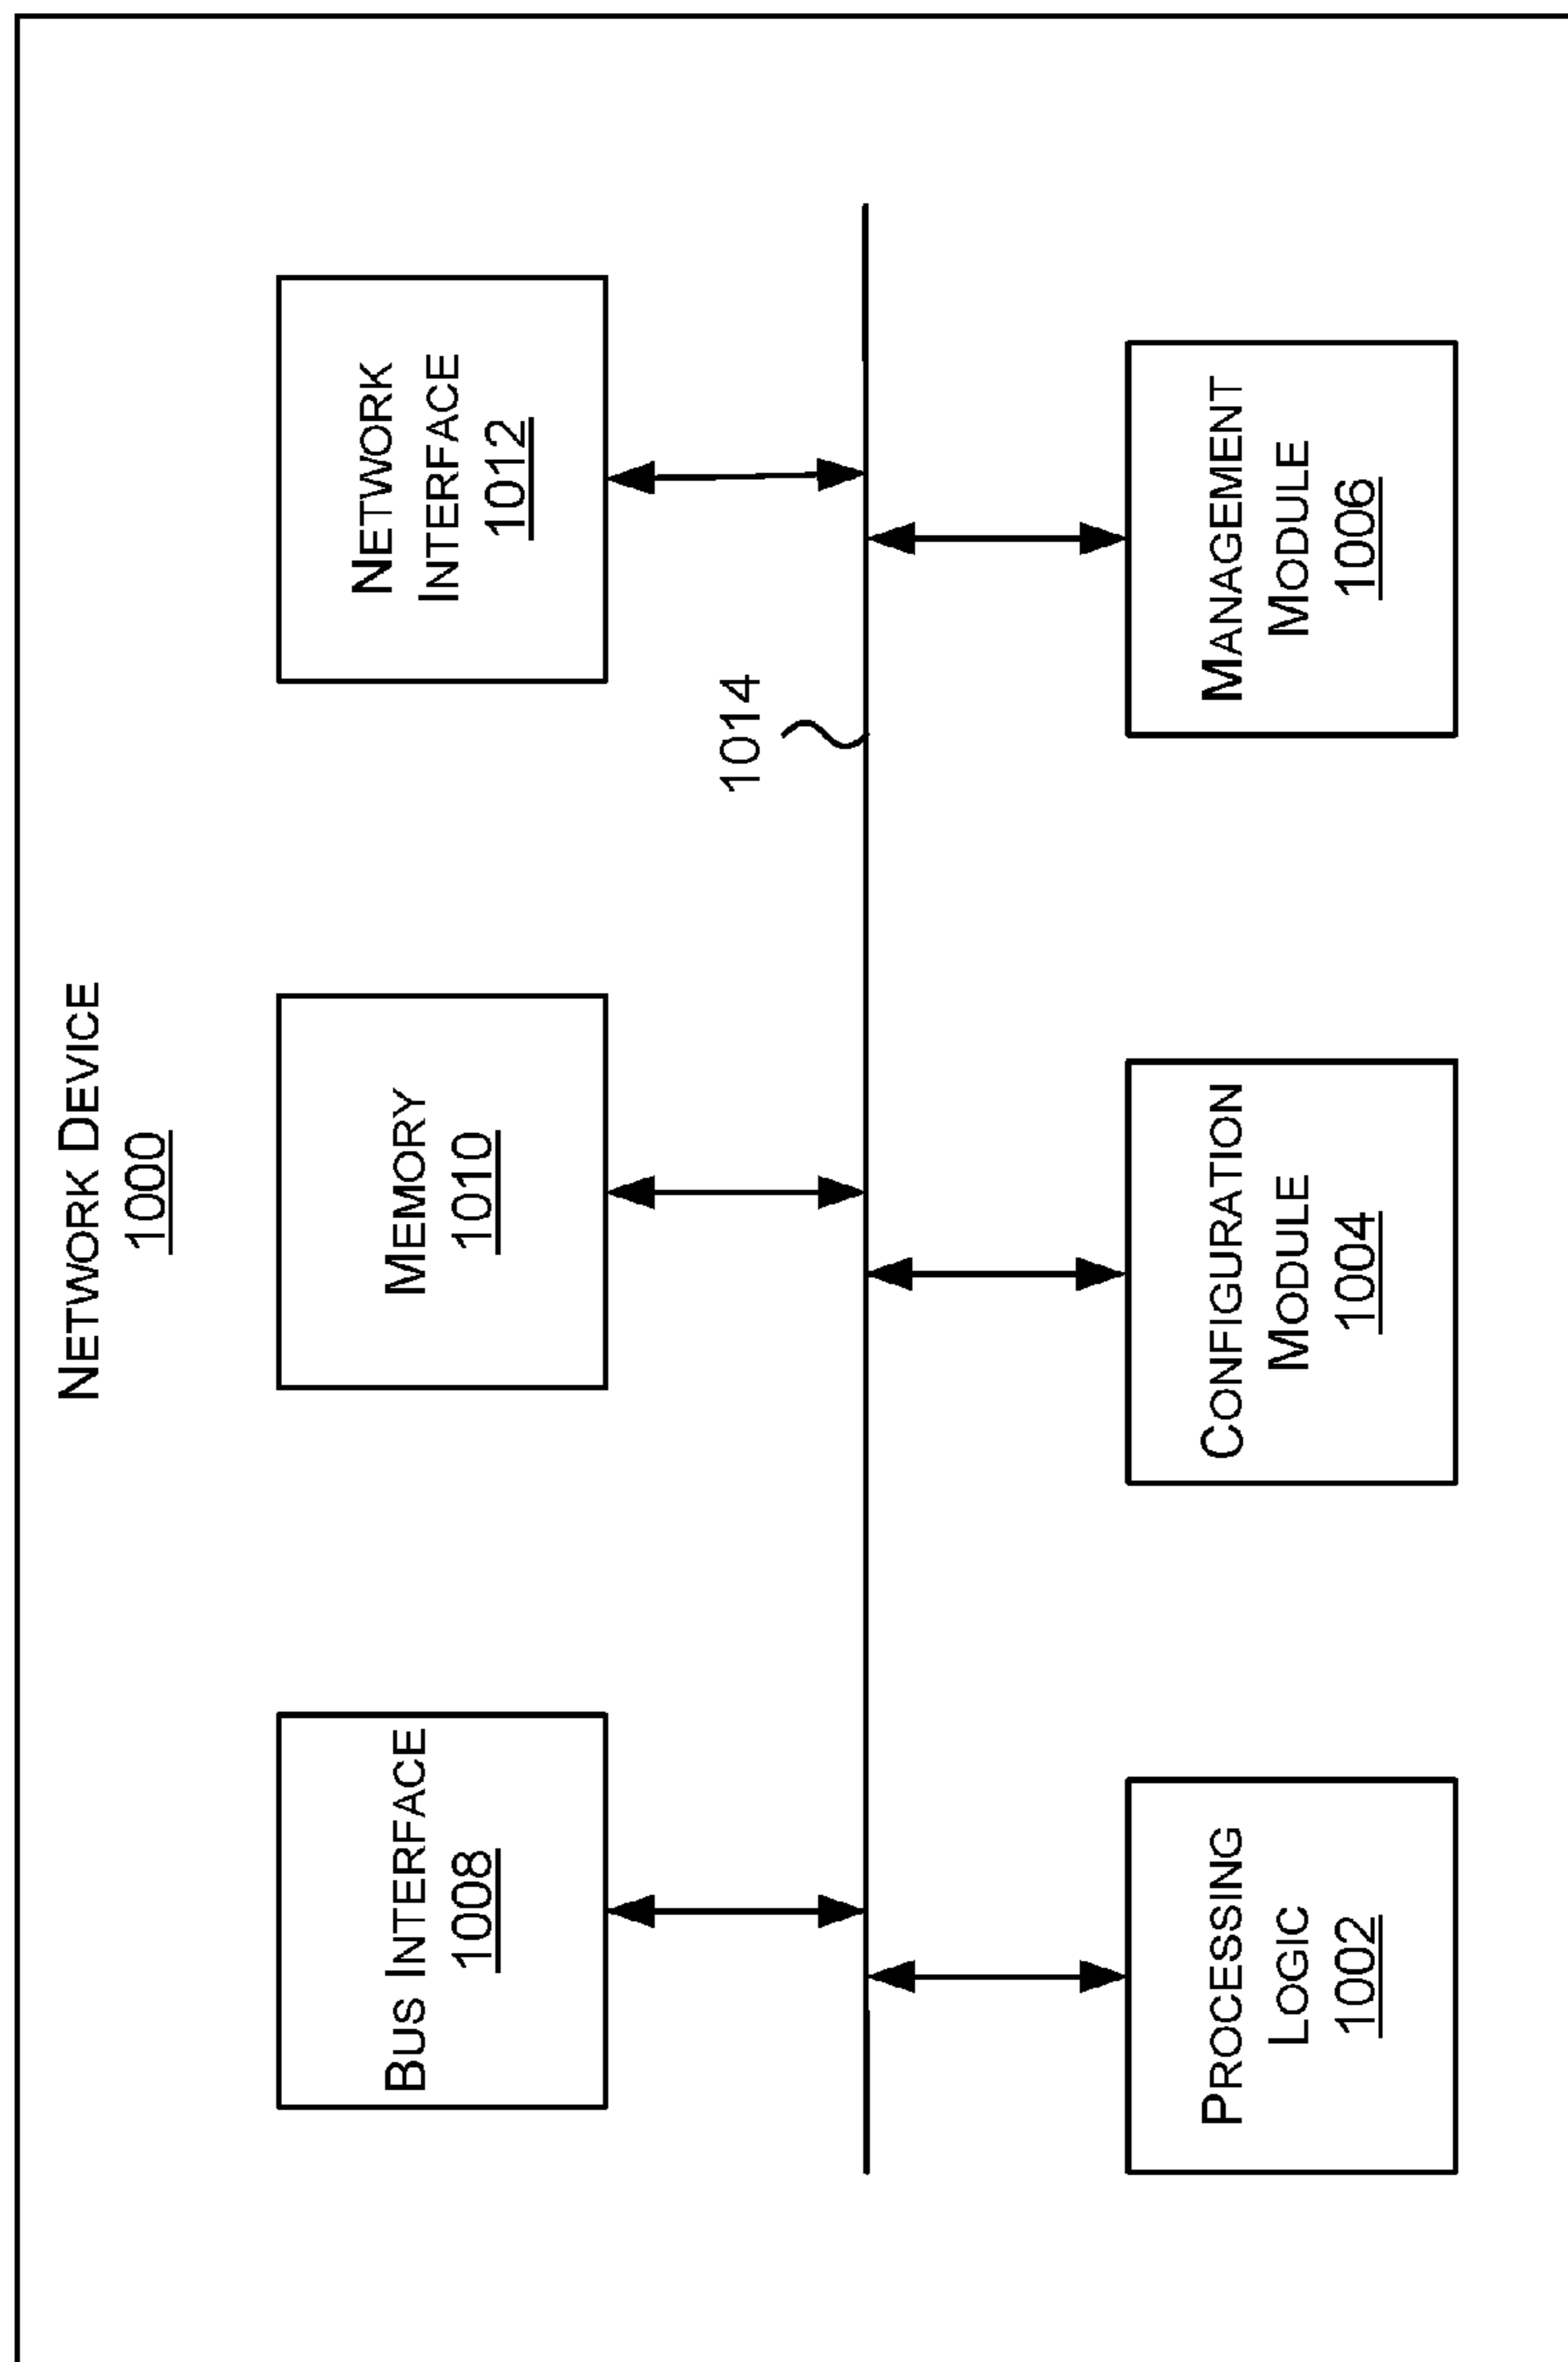 NETWORK DEVICE
1000
BUS INTERFACE
1008
MEMORY
1010
NETWORK
INTERFACE
1012
1014
PROCESSING
LOGIC
1002
CONFIGURATION
MODULE
1004
MANAGEMENT
MODULE
1006